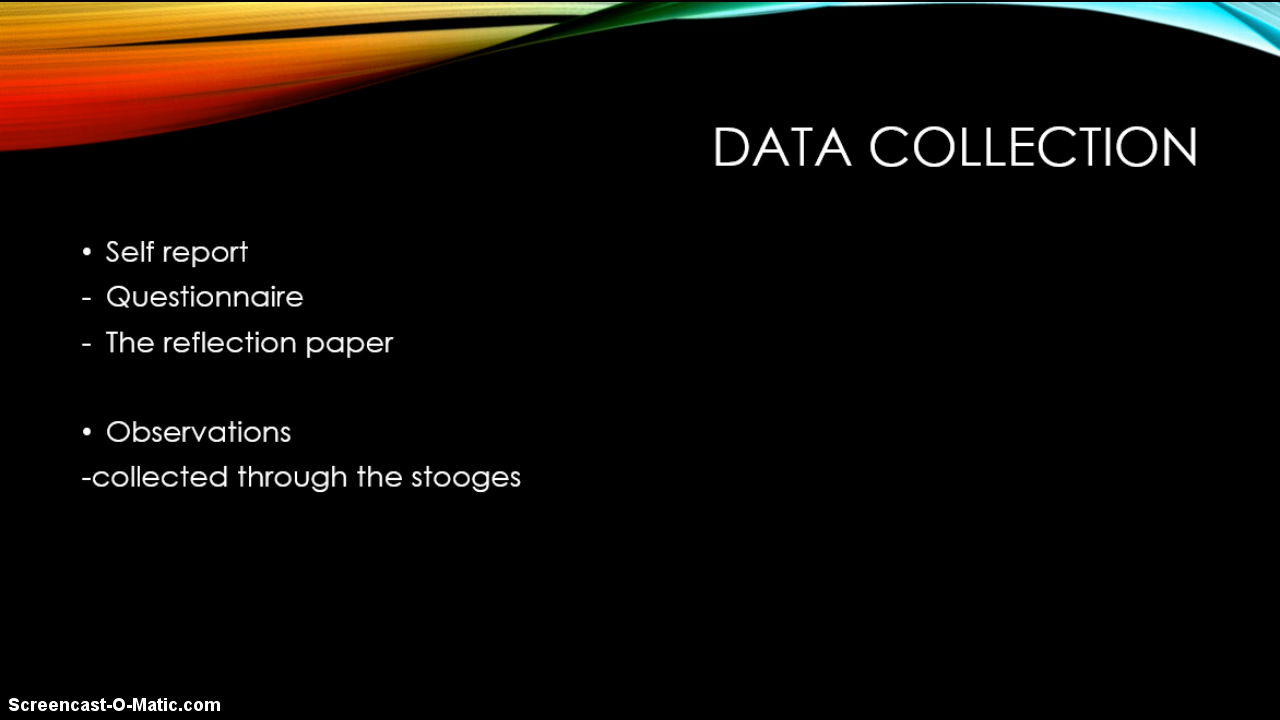 DATA COLLECTION
• Self report
- Questionnaire
- The reflection paper
• Observations
-collected through the stooges
Screencast-O-Matic.com